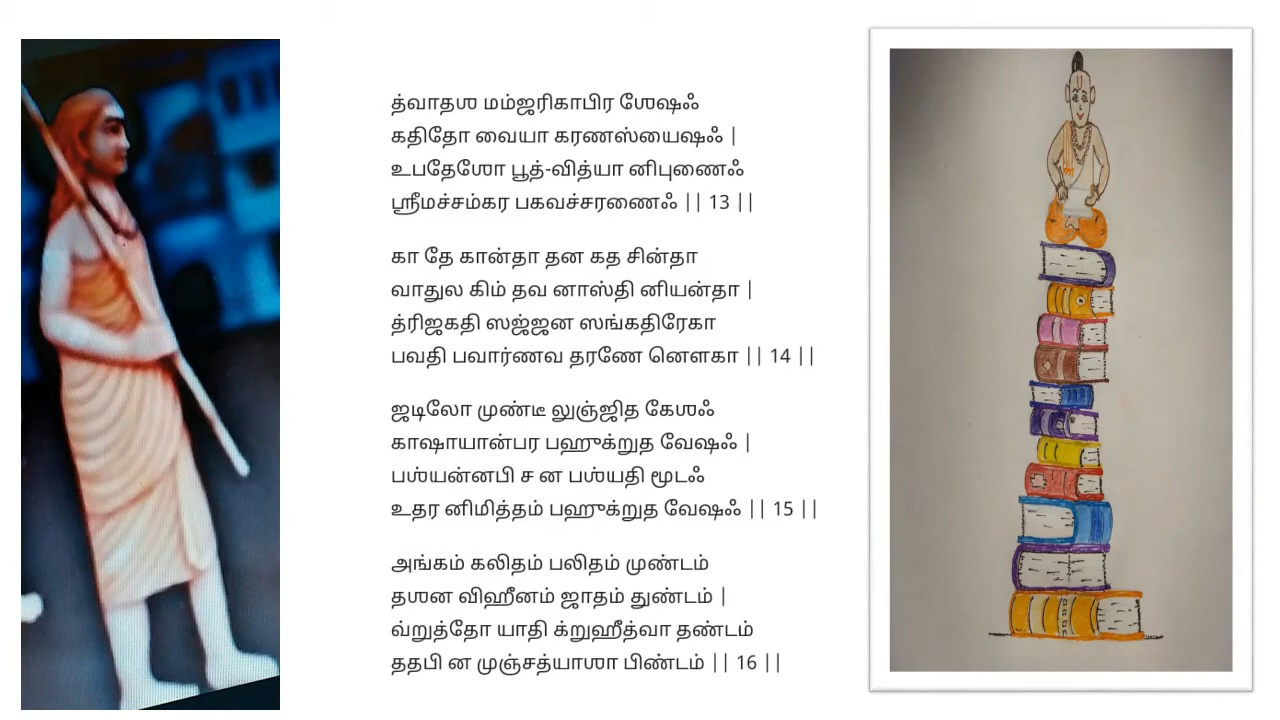 த்வாதஶ மம்ஜரிகாபிர ஶேஷஃ
கதிதோ வையா கரணஸ்யைஷஃ |
உபதேஶோ பூத்-வித்யா னிபுணைஃ
ஶ்ரீமச்சம்கர பகவச்சரணைஃ || 13 ||
கா தே கான்தா தன கத சின்தா
வாதுல கிம் தவ னாஸ்தி னியன்தா |
த்ரிஜகதி ஸஜ்ஜன ஸங்கதிரேகா
பவதி பவார்ணவ தரணே னௌகா || 14 ||
ஜடிலோ முண்டீ லுஞ்ஜித கேஶஃ
காஷாயான்பர பஹுக்றுத வேஷஃ |
பஶ்யன்னபி ச ன பஶ்யதி மூடஃ
உதர னிமித்தம் பஹுக்றுத வேஷஃ || 15 ||
அங்கம் கலிதம் பலிதம் முண்டம்
தஶன விஹீனம் ஜாதம் துண்டம் |
வ்றுத்தோ யாதி க்றுஹீத்வா தண்டம்
ததபி ன முஞ்சத்யாஶா பிண்டம் || 16 ||